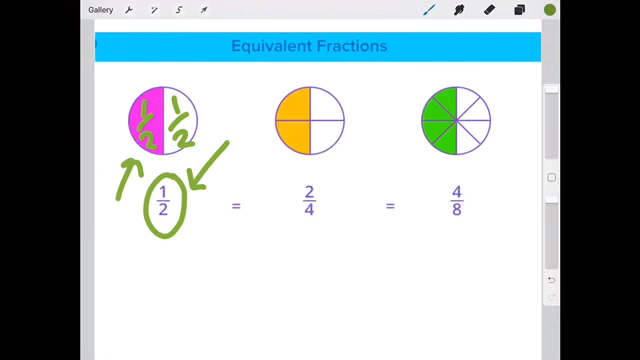 Gallery
Equivalent Fractions
1/2 1/2
1/2 = 2/4 = 4/8